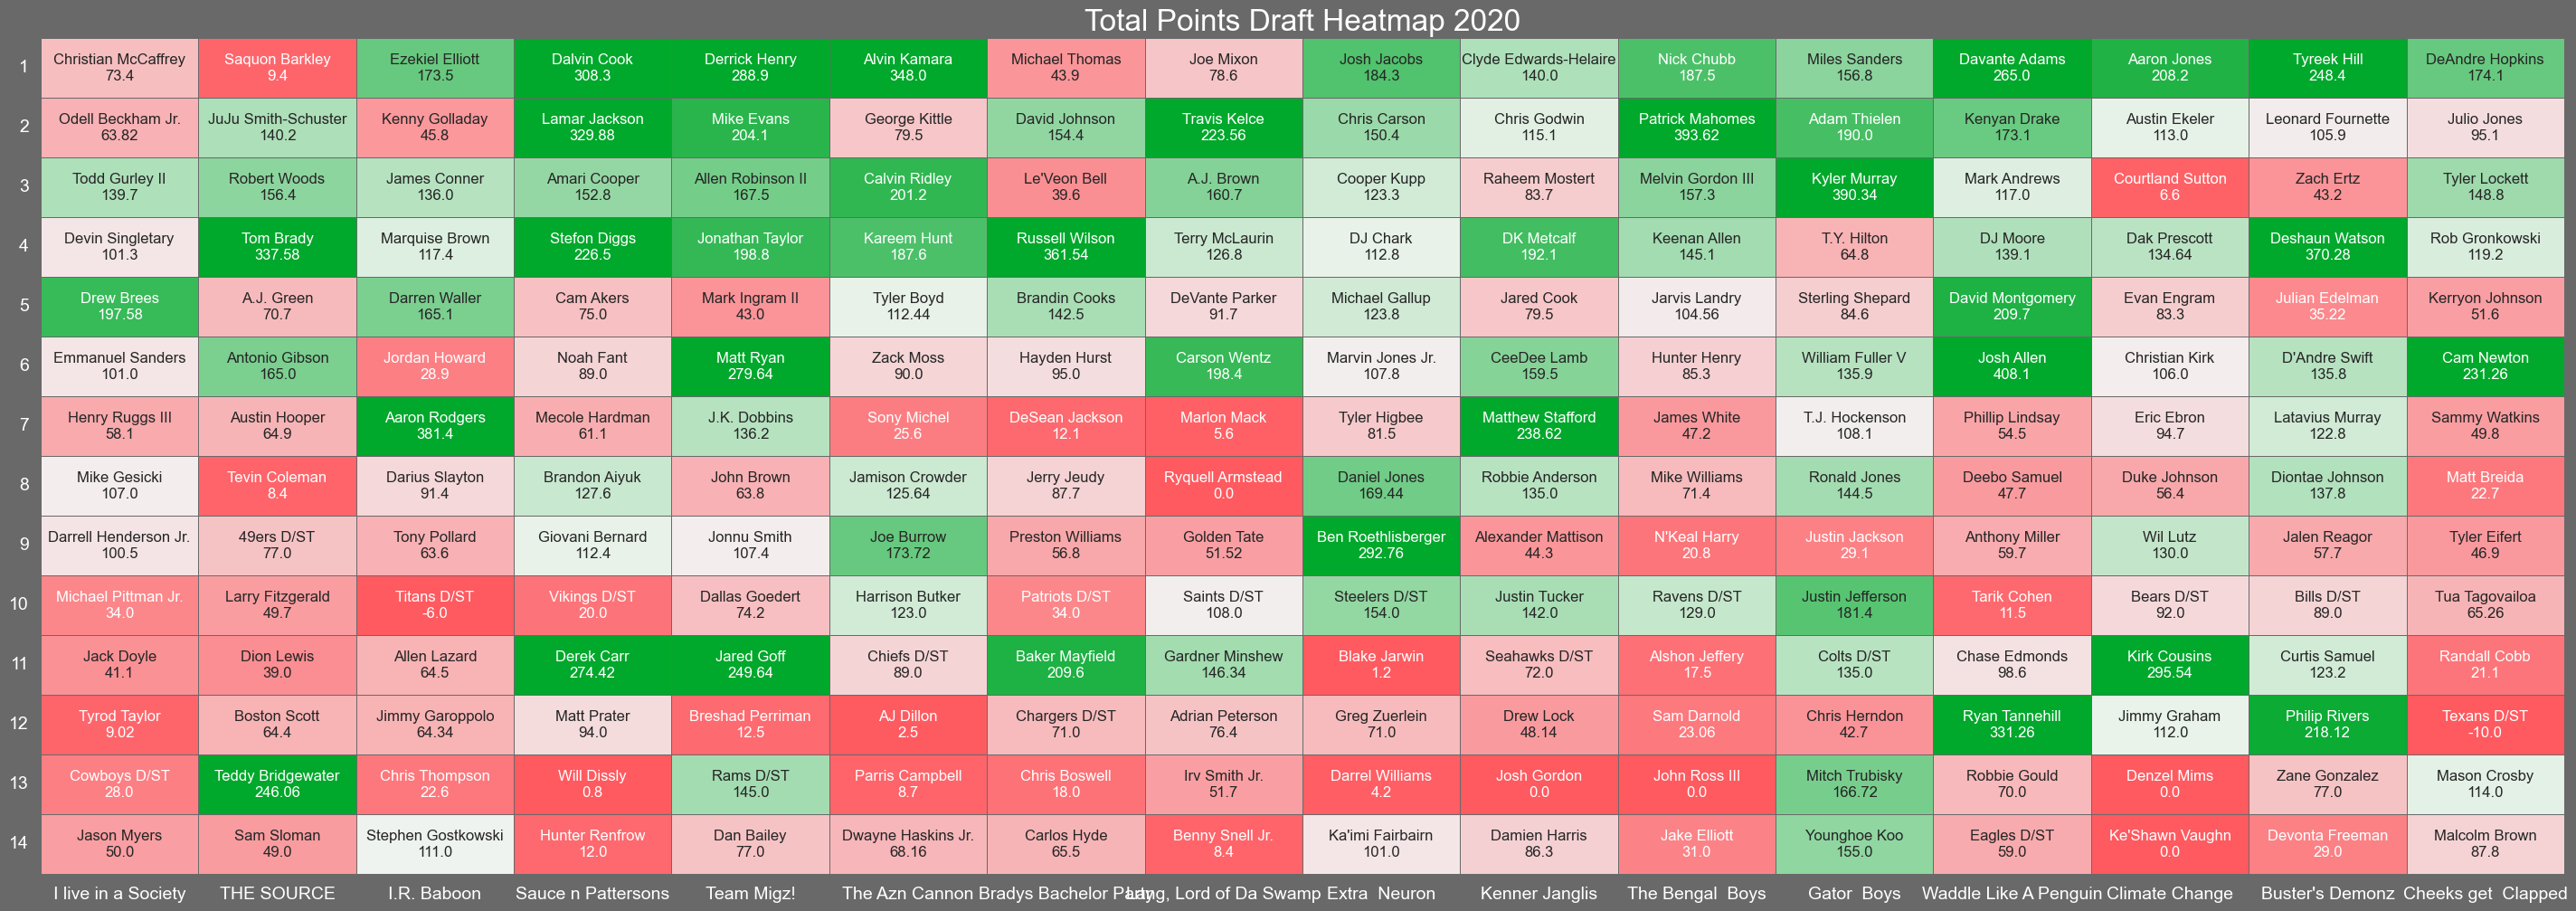 Total Points Draft Heatmap 2020
1
Christian McCaffrey Saquon Barkley Ezekiel Elliott Dalvin Cook Derrick Henry Alvin Kamara Michael Thomas Joe Mixon Josh Jacobs Clyde Edwards-Helaire Nick Chubb Miles Sanders Davante Adams Aaron Jones Tyreek Hill DeAndre Hopkins
73.4 9.4 173.5 308.3 288.9 348.0 43.9 78.6 184.3 140.0 187.5 156.8 265.0 208.2 248.4 174.1
2
Odell Beckham Jr. JuJu Smith-Schuster Kenny Golladay Lamar Jackson Mike Evans George Kittle David Johnson Travis Kelce Chris Carson Chris Godwin Patrick Mahomes Adam Thielen Kenyan Drake Austin Ekeler Leonard Fournette Julio Jones
63.82 140.2 45.8 329.88 204.1 79.5 154.4 223.56 150.4 115.1 393.62 190.0 173.1 113.0 105.9 95.1
3
Todd Gurley II Robert Woods James Conner Amari Cooper Allen Robinson II Calvin Ridley Le'Veon Bell A.J. Brown Cooper Kupp Raheem Mostert Melvin Gordon III Kyler Murray Mark Andrews Courtland Sutton Zach Ertz Tyler Lockett
139.7 156.4 136.0 152.8 167.5 201.2 39.6 160.7 123.3 83.7 157.3 390.34 117.0 6.6 43.2 148.8
4
Devin Singletary Tom Brady Marquise Brown Stefon Diggs Jonathan Taylor Kareem Hunt Russell Wilson Terry McLaurin DJ Chark DK Metcalf Keenan Allen T.Y. Hilton DJ Moore Dak Prescott Deshaun Watson Rob Gronkowski
101.3 337.58 117.4 226.5 198.8 187.6 361.54 126.8 112.8 192.1 145.1 64.8 139.1 134.64 370.28 119.2
5
Drew Brees A.J. Green Darren Waller Cam Akers Mark Ingram II Tyler Boyd Brandin Cooks DeVante Parker Michael Gallup Jared Cook Jarvis Landry Sterling Shepard David Montgomery Evan Engram Julian Edelman Kerryon Johnson
197.58 70.7 165.1 75.0 43.0 112.44 142.5 91.7 123.8 79.5 104.56 84.6 209.7 83.3 35.22 51.6
6
Emmanuel Sanders Antonio Gibson Jordan Howard Noah Fant Matt Ryan Zack Moss Hayden Hurst Carson Wentz Marvin Jones Jr. CeeDee Lamb Hunter Henry William Fuller V Josh Allen Christian Kirk D'Andre Swift Cam Newton
101.0 165.0 28.9 89.0 279.64 90.0 95.0 198.4 107.8 159.5 85.3 135.9 408.1 106.0 135.8 231.26
7
Henry Ruggs III Austin Hooper Aaron Rodgers Mecole Hardman J.K. Dobbins Sony Michel DeSean Jackson Marlon Mack Tyler Higbee Matthew Stafford James White T.J. Hockenson Phillip Lindsay Eric Ebron Latavius Murray Sammy Watkins
58.1 64.9 381.4 61.1 136.2 25.6 12.1 5.6 81.5 238.62 47.2 108.1 54.5 94.7 122.8 49.8
8
Mike Gesicki Tevin Coleman Darius Slayton Brandon Aiyuk John Brown Jamison Crowder Jerry Jeudy Ryquell Armstead Daniel Jones Robbie Anderson Mike Williams Ronald Jones Deebo Samuel Duke Johnson Diontae Johnson Matt Breida
107.0 8.4 91.4 127.6 63.8 125.64 87.7 0.0 169.44 135.0 71.4 144.5 47.7 56.4 137.8 22.7
9
Darrell Henderson Jr. 49ers D/ST Tony Pollard Giovani Bernard Jonnu Smith Joe Burrow Preston Williams Golden Tate Ben Roethlisberger Alexander Mattison N'Keal Harry Justin Jackson Anthony Miller Wil Lutz Jalen Reagor Tyler Eifert
100.5 77.0 63.6 112.4 107.4 173.72 56.8 51.52 292.76 44.3 20.8 29.1 59.7 130.0 57.7 46.9
10
Michael Pittman Jr. Larry Fitzgerald Titans D/ST Vikings D/ST Dallas Goedert Harrison Butker Patriots D/ST Saints D/ST Steelers D/ST Justin Tucker Ravens D/ST Justin Jefferson Tarik Cohen Bears D/ST Bills D/ST Tua Tagovailoa
34.0 49.7 -6.0 20.0 74.2 123.0 34.0 108.0 154.0 142.0 129.0 181.4 11.5 92.0 89.0 65.26
11
Jack Doyle Dion Lewis Allen Lazard Derek Carr Jared Goff Chiefs D/ST Baker Mayfield Gardner Minshew Blake Jarwin Seahawks D/ST Alshon Jeffery Colts D/ST Chase Edmonds Kirk Cousins Curtis Samuel Randall Cobb
41.1 39.0 64.5 274.42 249.64 89.0 209.6 146.34 1.2 72.0 17.5 135.0 98.6 295.54 123.2 21.1
12
Tyrod Taylor Boston Scott Jimmy Garoppolo Matt Prater Breshad Perriman AJ Dillon Chargers D/ST Adrian Peterson Greg Zuerlein Drew Lock Sam Darnold Chris Herndon Ryan Tannehill Jimmy Graham Philip Rivers Texans D/ST
9.02 64.4 64.34 94.0 12.5 2.5 71.0 76.4 71.0 48.14 23.06 42.7 331.26 112.0 218.12 -10.0
13
Cowboys D/ST Teddy Bridgewater Chris Thompson Will Dissly Rams D/ST Parris Campbell Chris Boswell Irv Smith Jr. Darrel Williams Josh Gordon John Ross III Mitch Trubisky Robbie Gould Denzel Mims Zane Gonzalez Mason Crosby
28.0 246.06 22.6 0.8 145.0 8.7 18.0 51.7 4.2 0.0 0.0 166.72 70.0 0.0 77.0 114.0
14
Jason Myers Sam Sloman Stephen Gostkowski Hunter Renfrow Dan Bailey Dwayne Haskins Jr. Carlos Hyde Benny Snell Jr. Ka'imi Fairbairn Damien Harris Jake Elliott Younghoe Koo Eagles D/ST Ke'Shawn Vaughn Devonta Freeman Malcolm Brown
50.0 49.0 111.0 12.0 77.0 68.16 65.5 8.4 101.0 86.3 31.0 155.0 59.0 0.0 29.0 87.8
I live in a Society THE SOURCE I.R. Baboon Sauce n Pattersons Team Migz! The Azn Cannon Bradys Bachelor Lord of Da Swamp Extra Neuron Kenner Janglis The Bengal Boys Gator Boys Waddle Like A Penguin Climate Change Buster's Demonz Cheeks get Clapped